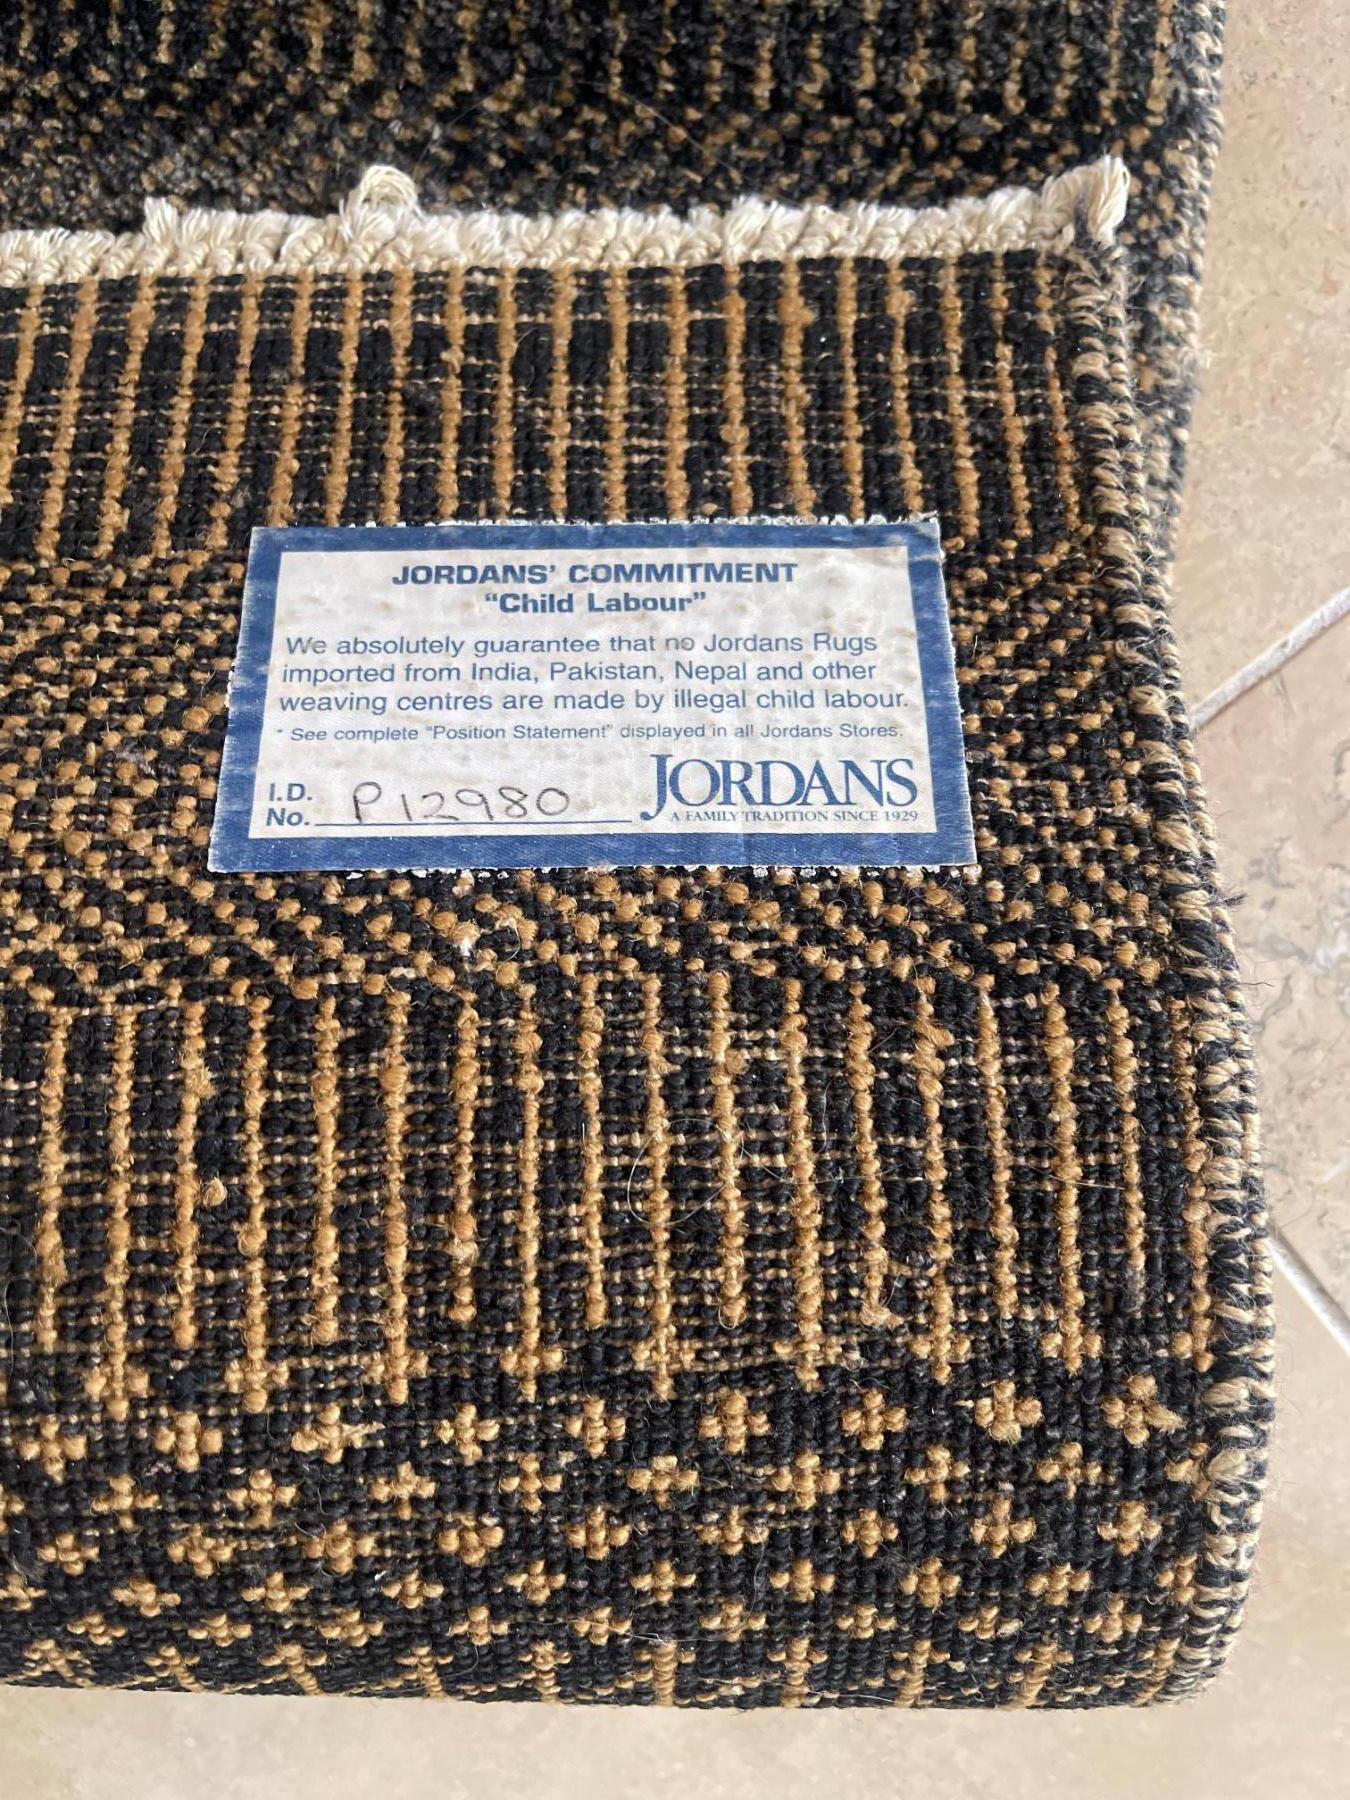 JORDANS' COMMITMENT
“Child Labour”
We absolutely guarantee that no Jordans Rugs
imported from India, Pakistan, Nepal and other
weaving centres are made by illegal child labour.
* See complete "Position Statement" displayed in all Jordans Stores.
I.D.
No. P12980
JORDANS
A FAMILY TRADITION SINCE 1929